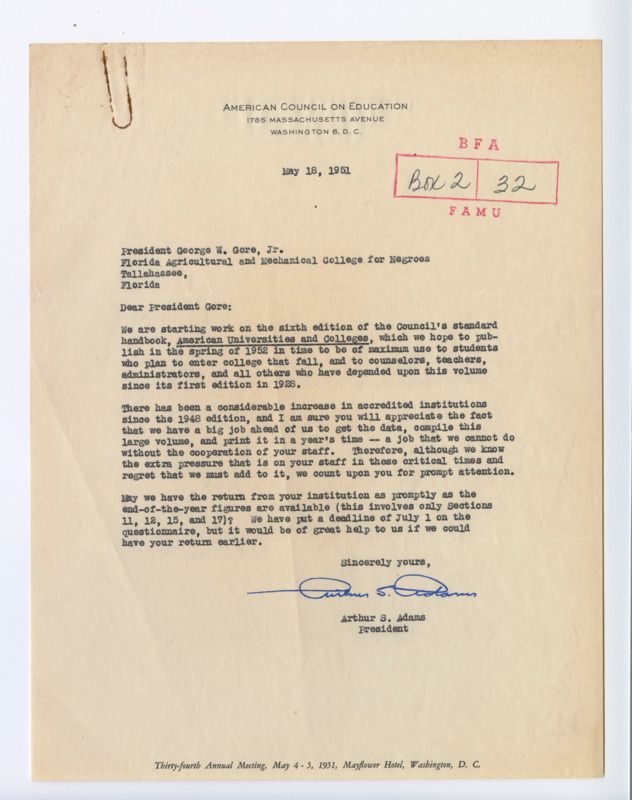 AMERICAN COUNCIL ON EDUCATION
1785 MASSACHUSETTS AVENUE
WASHINGTON 6, D. C.
May 18, 1951
BFA
Box 2 32
FAMU
President George W. Gore, Jr.
Florida Agricultural and Mechanical College for Negroes
Tallahassee,
Florida
Dear President Gore:
We are starting work on the sixth edition of the Council's standard
handbook, American Universities and Colleges, which we hope to pub-
lish in the spring of 1952 in time to be of maximum use to students
who plan to enter college that fall, and to counselors, teachers,
administrators, and all others who have depended upon this volume
since its first edition in 1928.
There has been a considerable increase in accredited institutions
since the 1948 edition, and I am sure you will appreciate the fact
that we have a big job ahead of us to get the data, compile this
large volume, and print it in a year's time -- a job that we cannot do
without the cooperation of your staff. Therefore, although we know
the extra pressure that is on your staff in these critical times and
regret that we must add to it, we count upon you for prompt attention.
May we have the return from your institution as promptly as the
end-of-the-year figures are available (this involves only Sections
11, 12, 15, and 17)? We have put a deadline of July 1 on the
questionnaire, but it would be of great help to us if we could
have your return earlier.
Sincerely yours,
Arthur S. Adams
Arthur S. Adams
President
Thirty-fourth Annual Meeting, May 4 - 5, 1951, Mayflower Hotel, Washington, D. C.